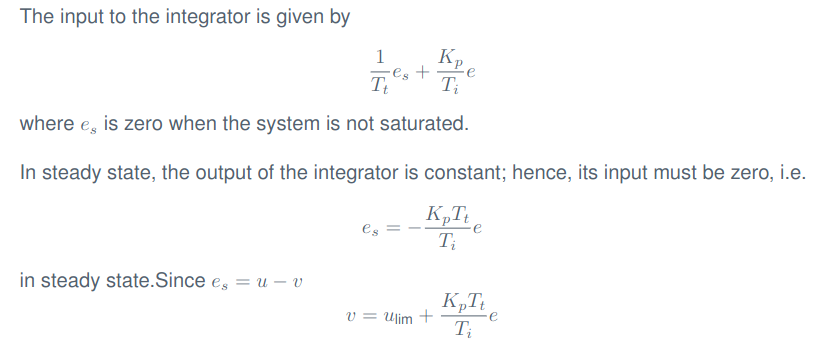 The input to the integrator is given by
\frac{1}{T_t} e_s + \frac{K_p}{T_i} e
where e_s is zero when the system is not saturated.
In steady state, the output of the integrator is constant; hence, its input must be zero, i.e.
e_s = -\frac{K_p T_t}{T_i} e
in steady state.Since e_s = u - v
v = u_{\text{lim}} + \frac{K_p T_t}{T_i} e